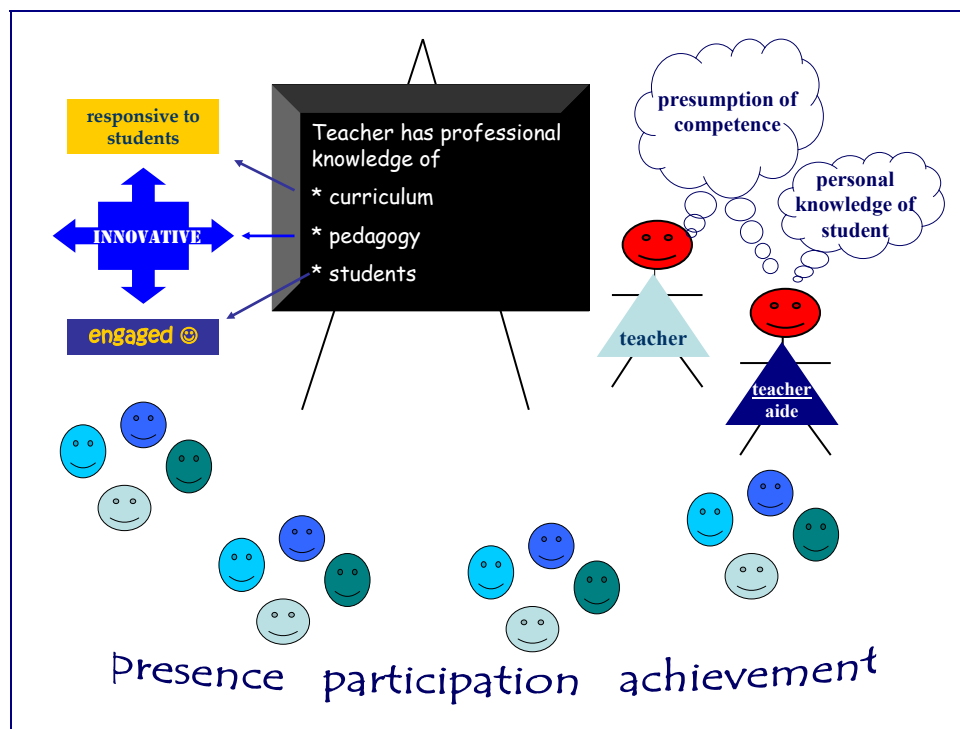 responsive to
students
INNOVATIVE
engaged ☺
Teacher has professional
knowledge of
* curriculum
* pedagogy
* students
presumption of
competence
personal
knowledge of
student
teacher
teacher
aide
presence participation achievement